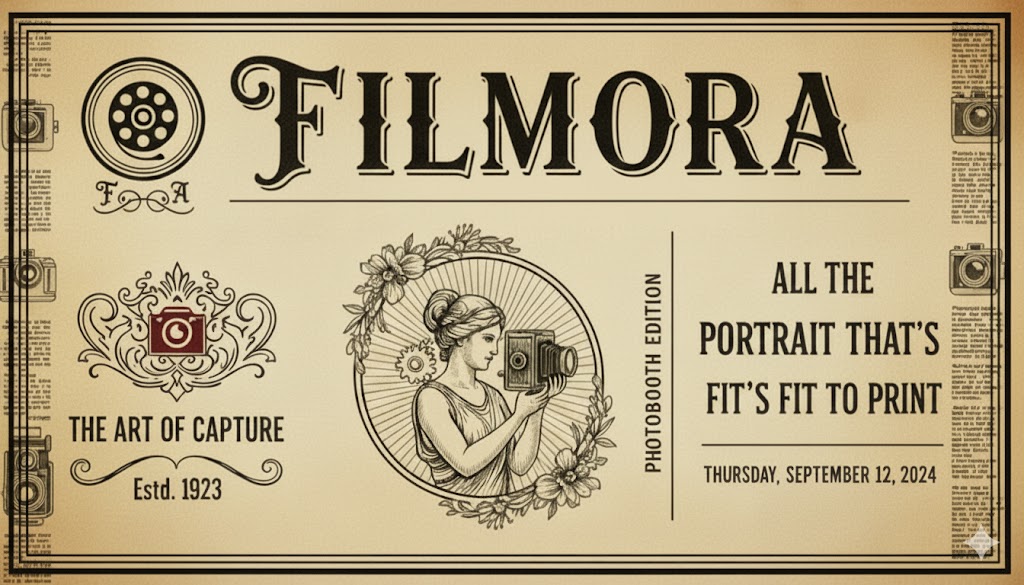 FILMORA
F A
THE ART OF CAPTURE
Estd. 1923
PHOTOBOOTH EDITION
ALL THE
PORTRAIT THAT'S
FIT'S FIT TO PRINT
THURSDAY, SEPTEMBER 12, 2024